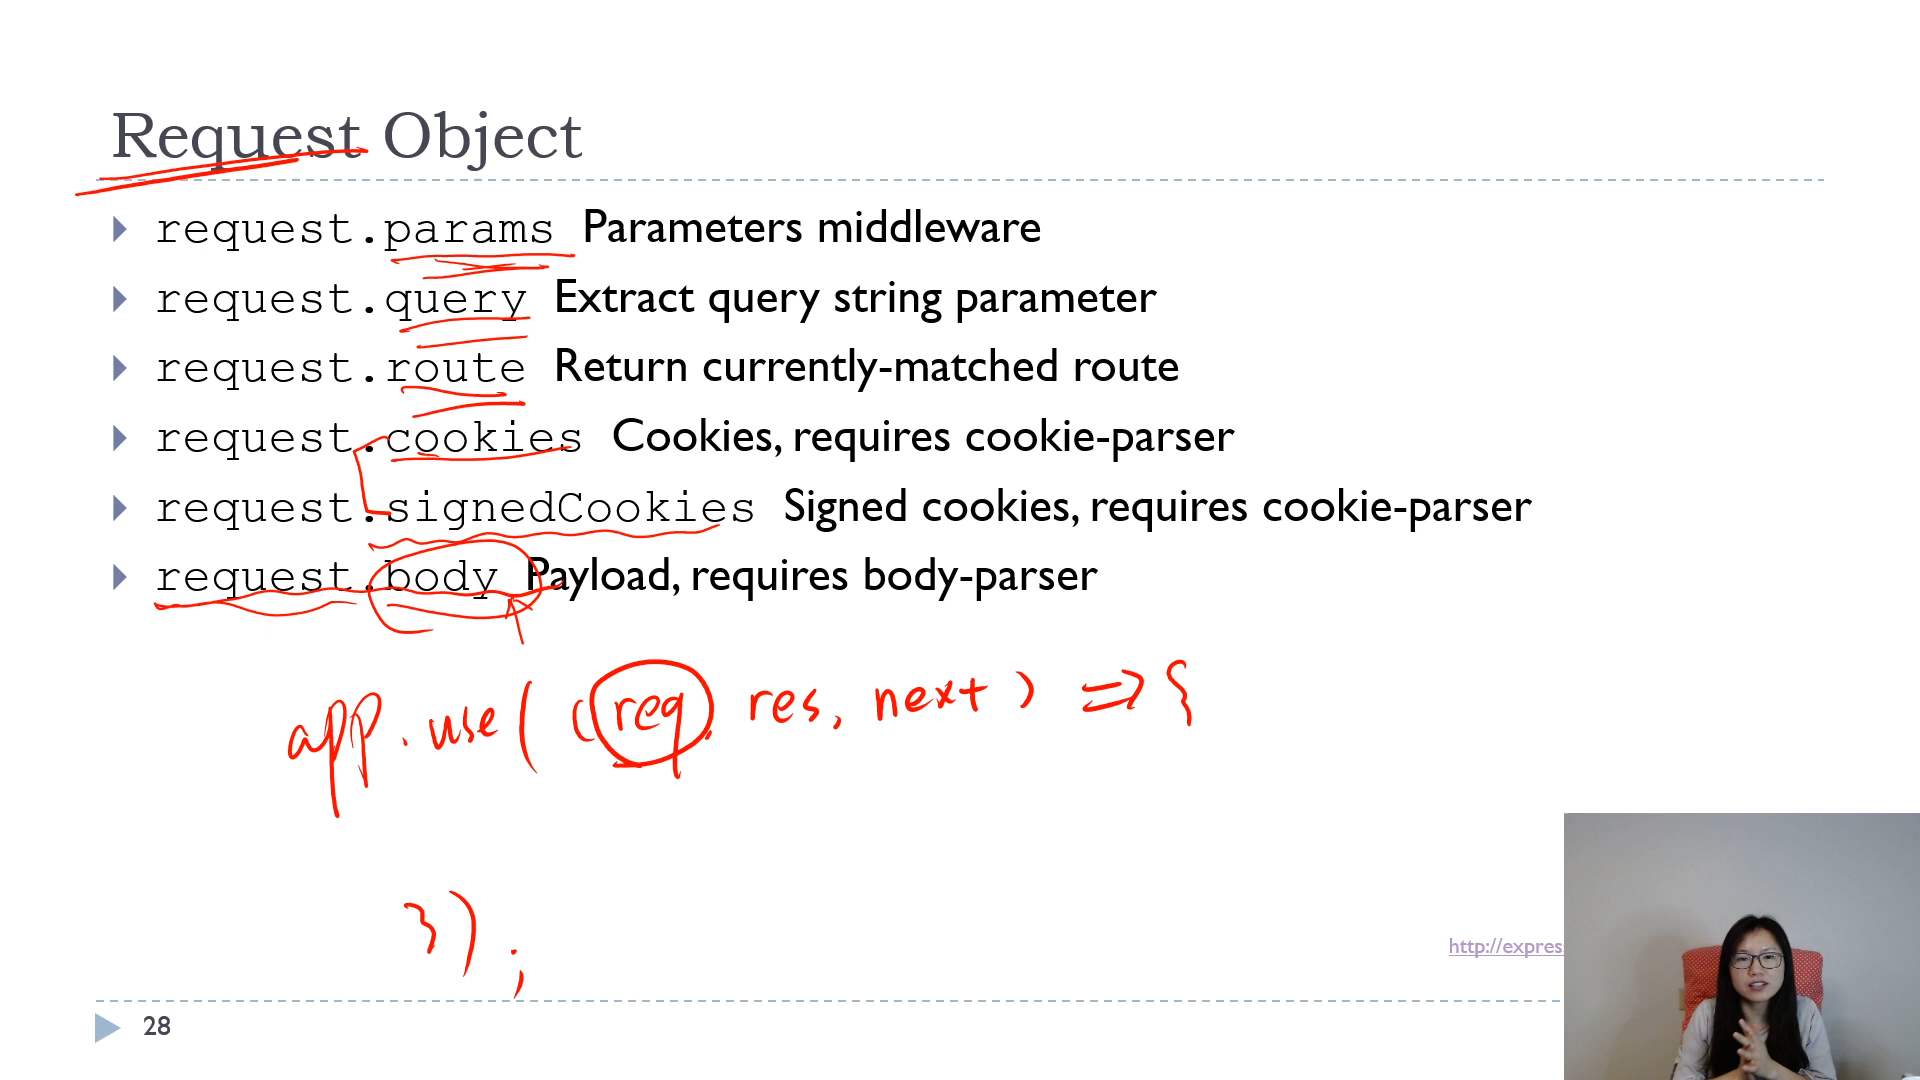 Request Object
request.params Parameters middleware
request.query Extract query string parameter
request.route Return currently-matched route
request.cookies Cookies, requires cookie-parser
request.signedCookies Signed cookies, requires cookie-parser
request.body Payload, requires body-parser
app.use( (req, res, next) => {
});
http://expres
28